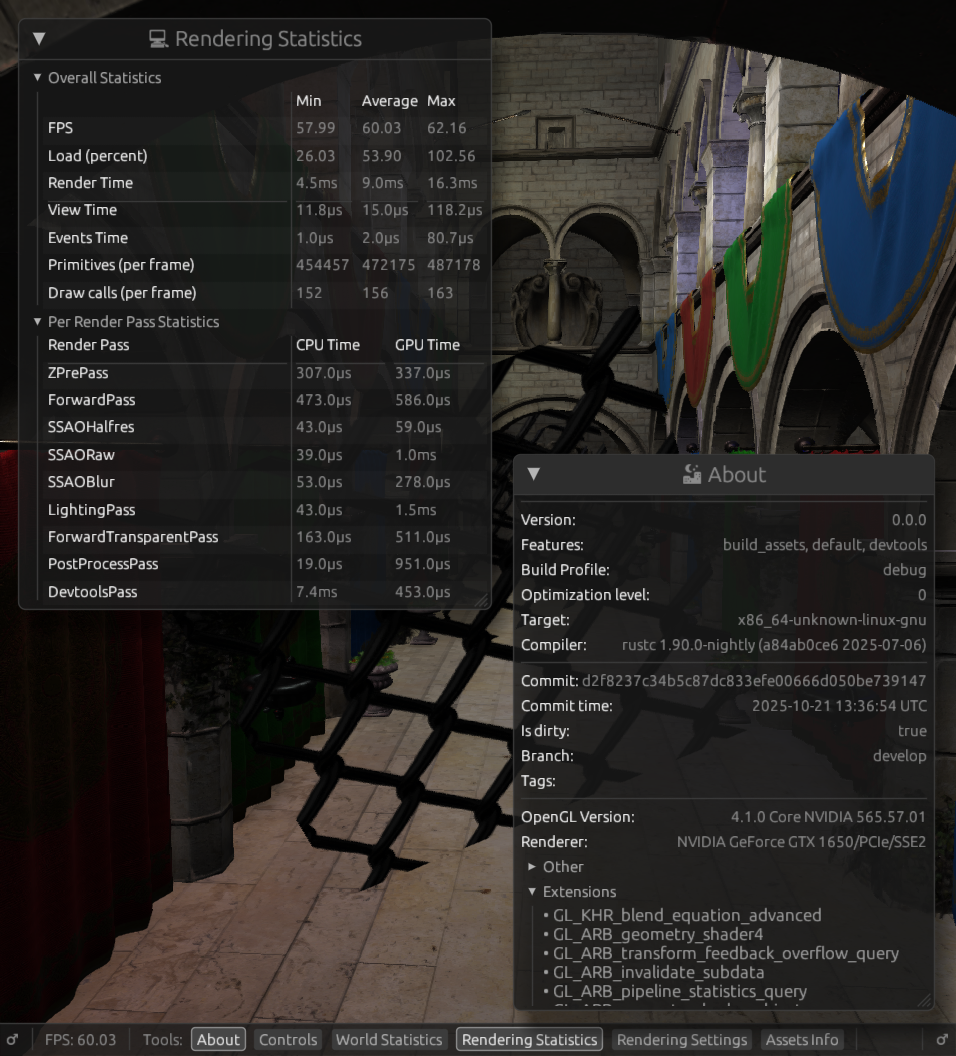 Rendering Statistics
Overall Statistics
Min Average Max
FPS 57.99 60.03 62.16
Load (percent) 26.03 53.90 102.56
Render Time 4.5ms 9.0ms 16.3ms
View Time 11.8µs 15.0µs 118.2µs
Events Time 1.0µs 2.0µs 80.7µs
Primitives (per frame) 454457 472175 487178
Draw calls (per frame) 152 156 163
Per Render Pass Statistics
Render Pass CPU Time GPU Time
ZPrePass 307.0µs 337.0µs
ForwardPass 473.0µs 586.0µs
SSAOHalfres 43.0µs 59.0µs
SSAORaw 39.0µs 1.0ms
SSAOBlur 53.0µs 278.0µs
LightingPass 43.0µs 1.5ms
ForwardTransparentPass 163.0µs 511.0µs
PostProcessPass 19.0µs 951.0µs
DevtoolsPass 7.4ms 453.0µs
About
Version: 0.0.0
Features: build_assets, default, devtools
Build Profile: debug
Optimization level: 0
Target: x86_64-unknown-linux-gnu
Compiler: rustc 1.90.0-nightly (a84ab0ce6 2025-07-06)
Commit: d2f8237c34b5c87dc833efe00666d050be739147
Commit time: 2025-10-21 13:36:54 UTC
Is dirty: true
Branch: develop
Tags:
OpenGL Version: 4.1.0 Core NVIDIA 565.57.01
Renderer: NVIDIA GeForce GTX 1650/PCIe/SSE2
Other
Extensions
• GL_KHR_blend_equation_advanced
• GL_ARB_geometry_shader4
• GL_ARB_transform_feedback_overflow_query
• GL_ARB_invalidate_subdata
• GL_ARB_pipeline_statistics_query
FPS: 60.03 Tools: About Controls World Statistics Rendering Statistics Rendering Settings Assets Info